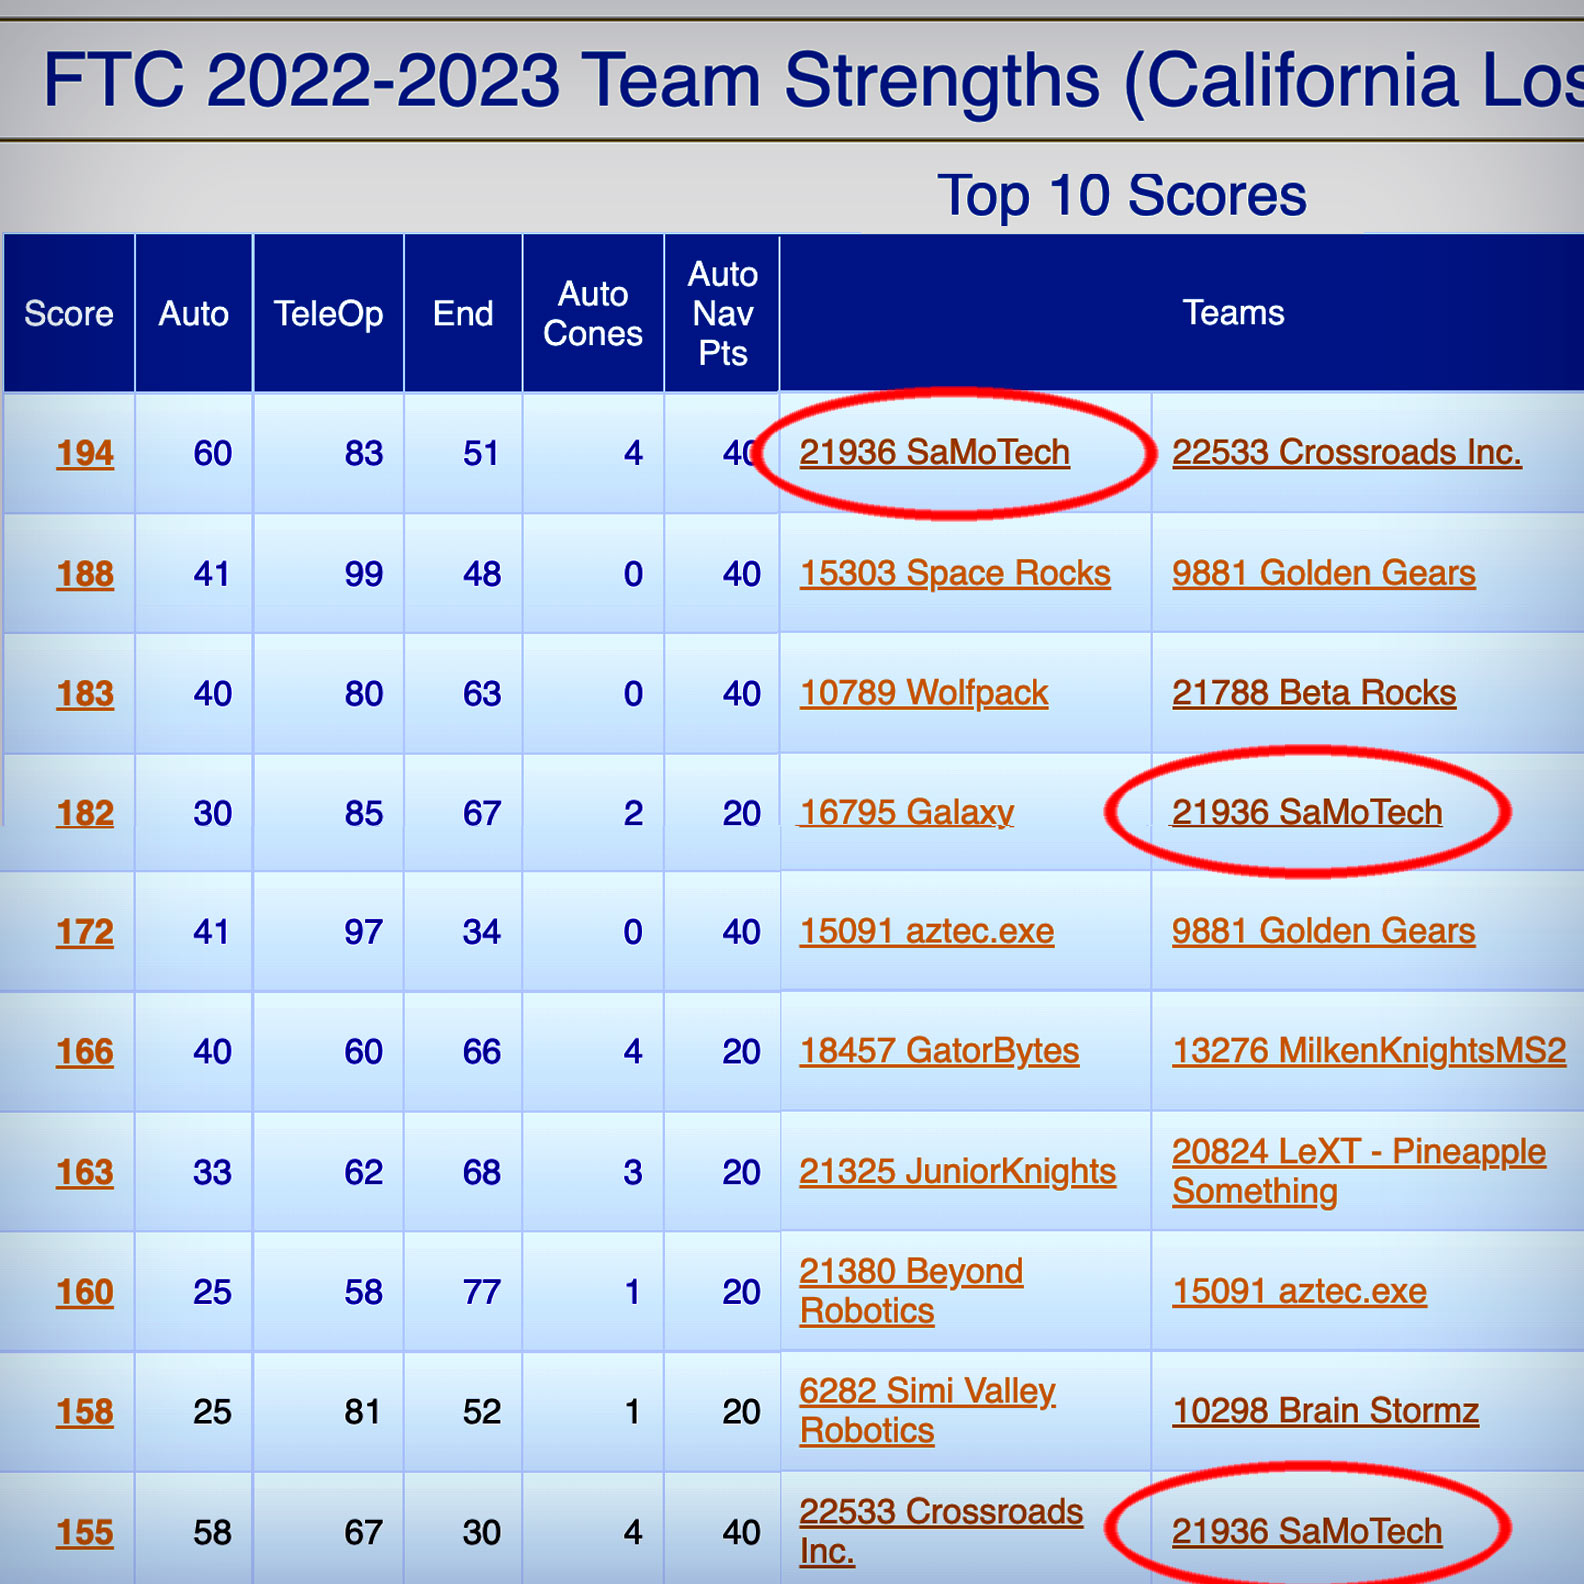 FTC 2022-2023 Team Strengths (California Los
Top 10 Scores
Score Auto TeleOp End Auto Cones Auto Nav Pts Teams
194 60 83 51 4 40 21936 SaMoTech 22533 Crossroads Inc.
188 41 99 48 0 40 15303 Space Rocks 9881 Golden Gears
183 40 80 63 0 40 10789 Wolfpack 21788 Beta Rocks
182 30 85 67 2 20 16795 Galaxy 21936 SaMoTech
172 41 97 34 0 40 15091 aztec.exe 9881 Golden Gears
166 40 60 66 4 20 18457 GatorBytes 13276 MilkenKnightsMS2
163 33 62 68 3 20 21325 JuniorKnights 20824 LeXT - Pineapple Something
160 25 58 77 1 20 21380 Beyond Robotics 15091 aztec.exe
158 25 81 52 1 20 6282 Simi Valley Robotics 10298 Brain Stormz
155 58 67 30 4 40 22533 Crossroads Inc. 21936 SaMoTech